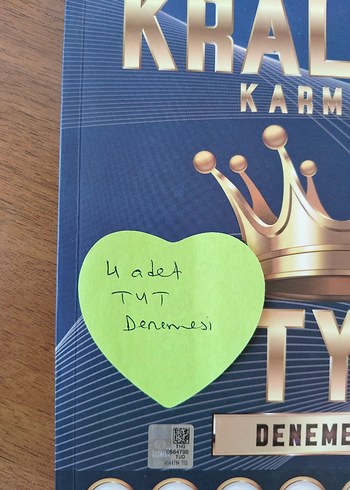 KRAL
KARM
4 adet
TYT
Denemesi
TY
DENEME